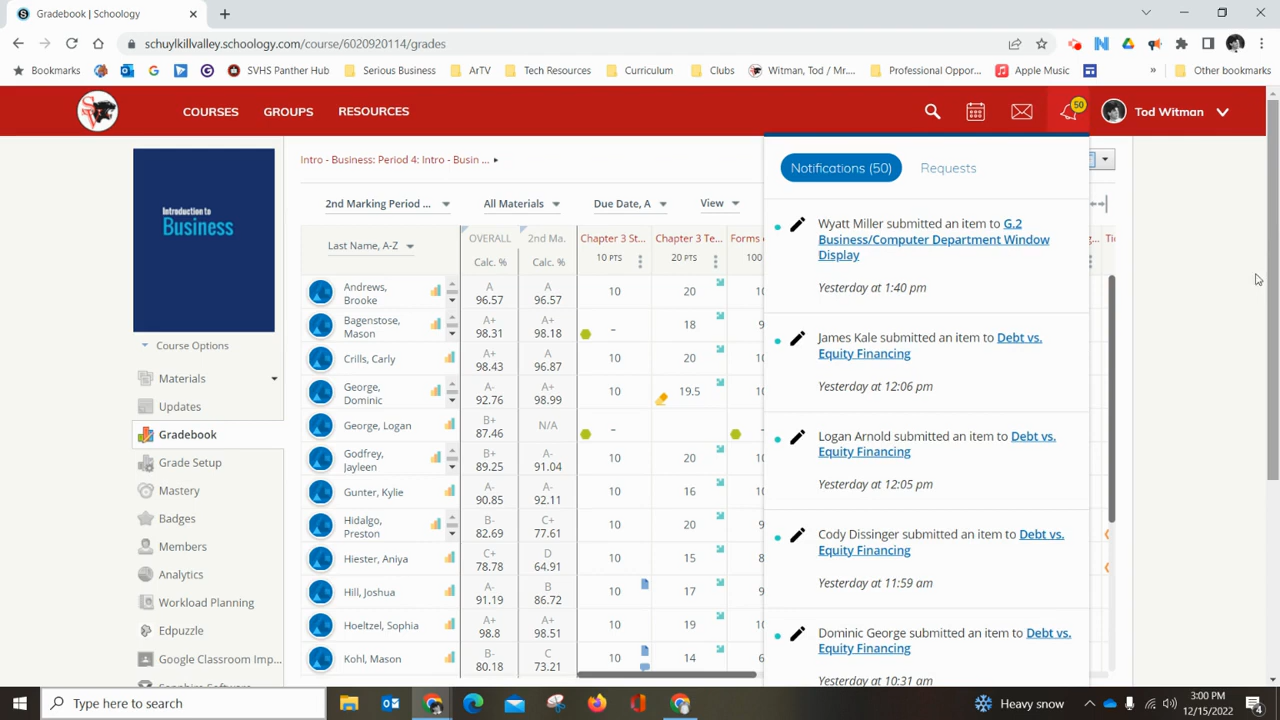 Gradebook | Schoology
schuylkillvalley.schoology.com/course/6020920114/grades
Bookmarks SVHS Panther Hub Serious Business ArTV Tech Resources Curriculum Clubs Witman, Tod / Mr.... Professional Oppor... Apple Music » Other bookmarks
COURSES GROUPS RESOURCES 50 Tod Witman
Introduction to
Business
Course Options
Materials
Updates
Gradebook
Grade Setup
Mastery
Badges
Members
Analytics
Workload Planning
Edpuzzle
Google Classroom Imp...
Intro - Business: Period 4: Intro - Busin ...
2nd Marking Period ... All Materials Due Date, A View
Last Name, A-Z OVERALL 2nd Ma. Chapter 3 St... Chapter 3 Te... Forms
Calc. % Calc. % 10 PTS 20 PTS 100
Andrews, Brooke A 96.57 A 96.57 10 20
Bagenstose, Mason A+ 98.31 A+ 98.18 – 18
Crills, Carly A+ 98.43 A 96.87 10 20
George, Dominic A- 92.76 A+ 98.99 10 19.5
George, Logan B+ 87.46 N/A – –
Godfrey, Jayleen B+ 89.25 A- 91.04 10 20
Gunter, Kylie A- 90.85 A- 92.11 10 16
Hidalgo, Preston B- 82.69 C+ 77.61 10 20
Hiester, Aniya C+ 78.78 D 64.91 10 15
Hill, Joshua A- 91.19 B 86.72 10 17
Hoeltzel, Sophia A+ 98.8 A+ 98.51 10 19
Kohl, Mason B- 80.18 C 73.21 10 14
Notifications (50) Requests
Wyatt Miller submitted an item to G.2
Business/Computer Department Window
Display
Yesterday at 1:40 pm
James Kale submitted an item to Debt vs.
Equity Financing
Yesterday at 12:06 pm
Logan Arnold submitted an item to Debt vs.
Equity Financing
Yesterday at 12:05 pm
Cody Dissinger submitted an item to Debt vs.
Equity Financing
Yesterday at 11:59 am
Dominic George submitted an item to Debt vs.
Equity Financing
Yesterday at 10:31 am
Type here to search
Heavy snow
3:00 PM
12/15/2022
4